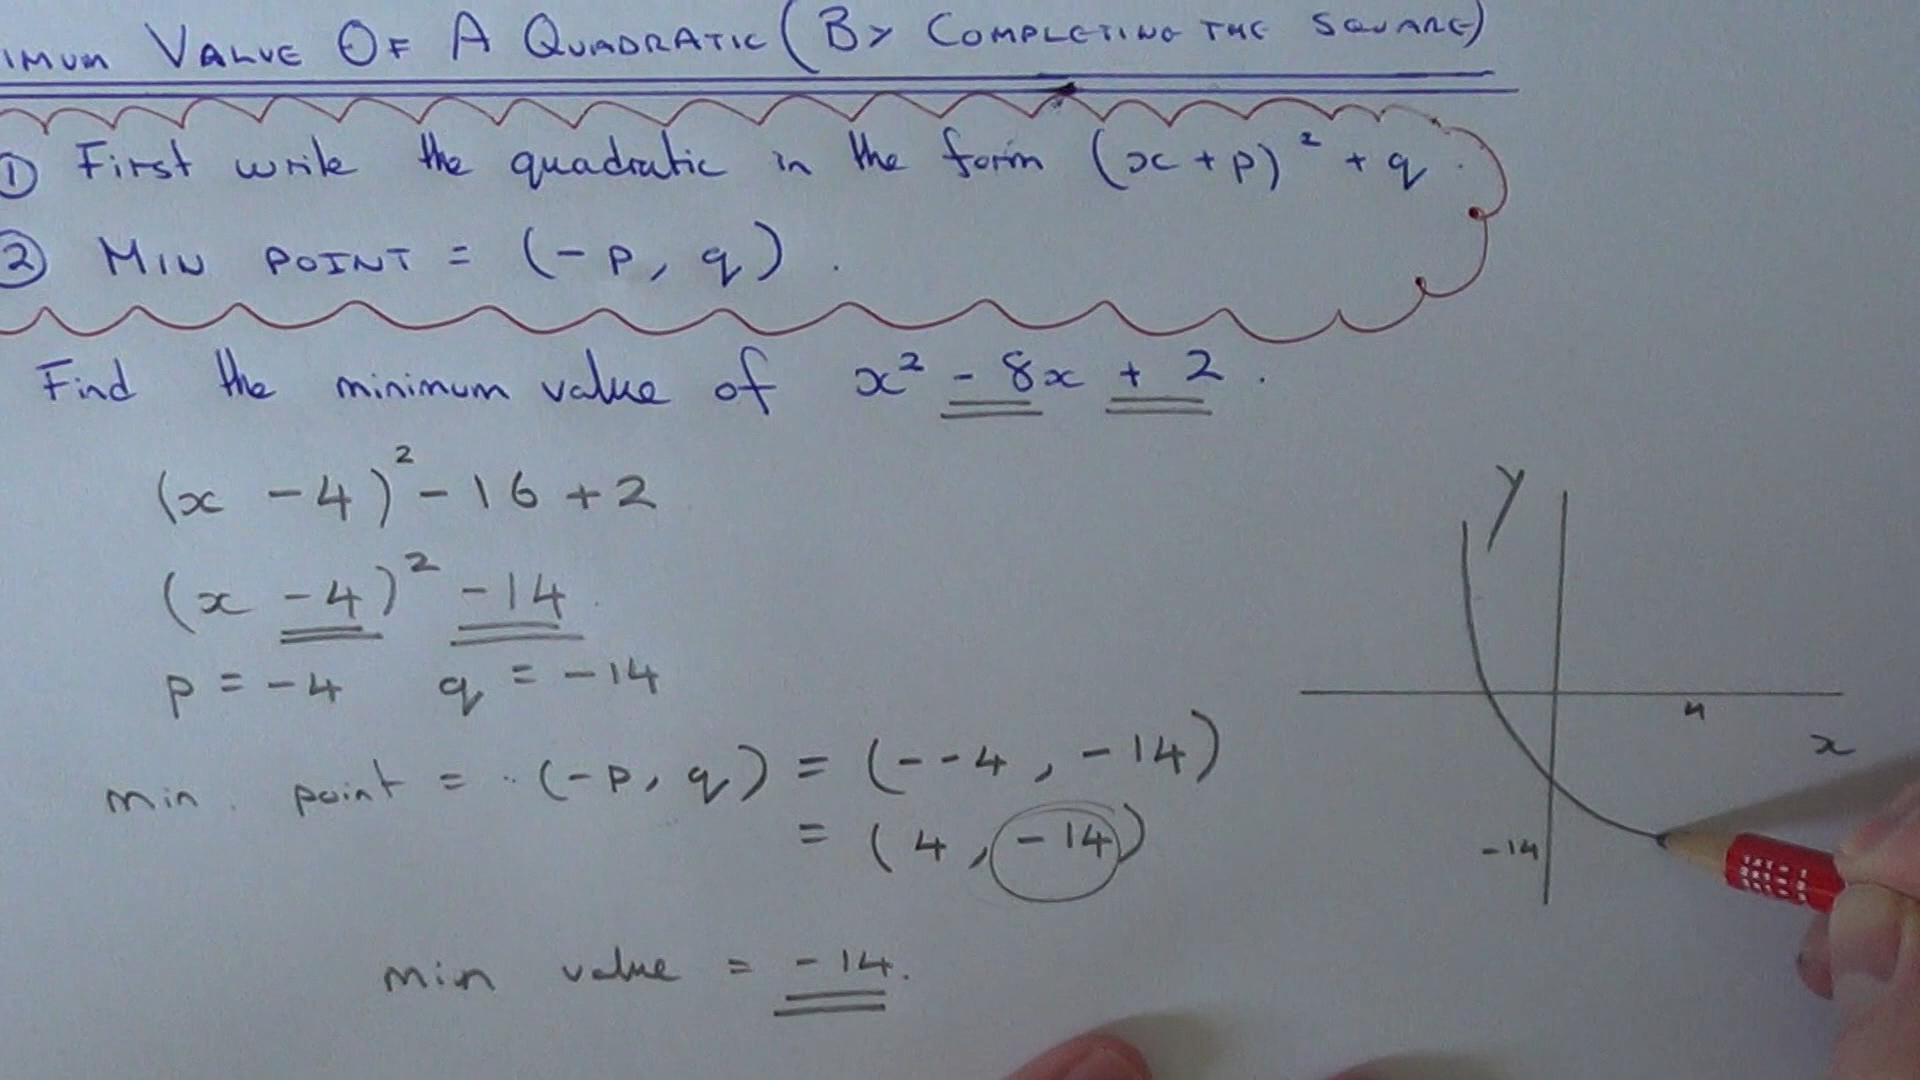 IMUM VALUE OF A QUADRATIC (BY COMPLETING THE SQUARE)
① First write the quadratic in the form (x + p)² + q.
② MIN POINT = (-p, q).
Find the minimum value of x² - 8x + 2.
(x - 4)² - 16 + 2
(x - 4)² - 14
p = -4 q = -14
min. point = (-p, q) = (--4, -14)
= (4, -14)
min value = -14.
y
4
x
-14